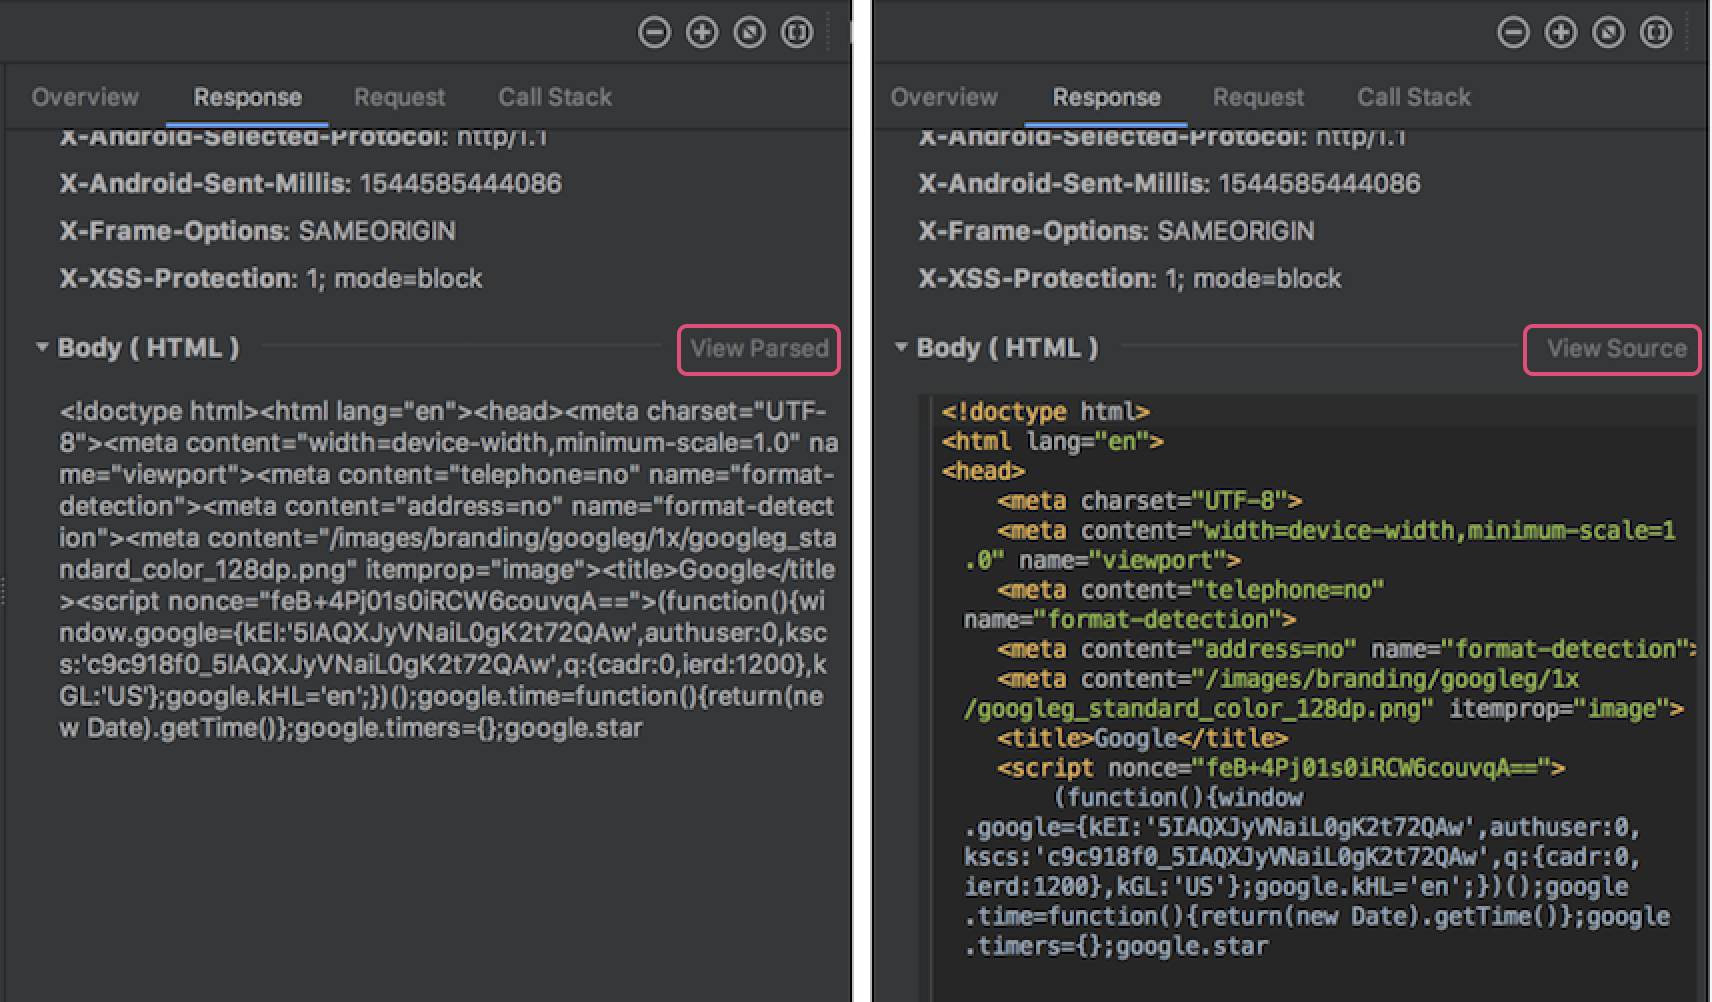 Overview Response Request Call Stack
X-Android-Selected-Protocol: http/1.1
X-Android-Sent-Millis: 1544585444086
X-Frame-Options: SAMEORIGIN
X-XSS-Protection: 1; mode=block
Body ( HTML ) View Parsed
<!doctype html><html lang="en"><head><meta charset="UTF-
8"><meta content="width=device-width,minimum-scale=1.0" na
me="viewport"><meta content="telephone=no" name="format-
detection"><meta content="address=no" name="format-detect
ion"><meta content="/images/branding/googleg/1x/googleg_sta
ndard_color_128dp.png" itemprop="image"><title>Google</title
><script nonce="feB+4Pj01s0iRCW6couvqA==">(function(){wi
ndow.google={kEI:'5IAQXJyVNaiL0gK2t72QAw',authuser:0,ksc
s:'c9c918f0_5IAQXJyVNaiL0gK2t72QAw',q:{cadr:0,ierd:1200},k
GL:'US'};google.kHL='en';})();google.time=function(){return(ne
w Date).getTime()};google.timers={};google.star
Overview Response Request Call Stack
X-Android-Selected-Protocol: http/1.1
X-Android-Sent-Millis: 1544585444086
X-Frame-Options: SAMEORIGIN
X-XSS-Protection: 1; mode=block
Body ( HTML ) View Source
<!doctype html>
<html lang="en">
<head>
<meta charset="UTF-8">
<meta content="width=device-width,minimum-scale=1
.0" name="viewport">
<meta content="telephone=no"
name="format-detection">
<meta content="address=no" name="format-detection">
<meta content="/images/branding/googleg/1x
/googleg_standard_color_128dp.png" itemprop="image">
<title>Google</title>
<script nonce="feB+4Pj01s0iRCW6couvqA==">
(function(){window
.google={kEI:'5IAQXJyVNaiL0gK2t72QAw',authuser:0,
kscs:'c9c918f0_5IAQXJyVNaiL0gK2t72QAw',q:{cadr:0,
ierd:1200},kGL:'US'};google.kHL='en';})();google
.time=function(){return(new Date).getTime()};google
.timers={};google.star